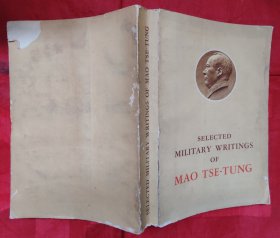 SELECTED MILITARY WRITINGS OF MAO TSE-TUNG
SELECTED
MILITARY WRITINGS
OF
MAO TSE-TUNG